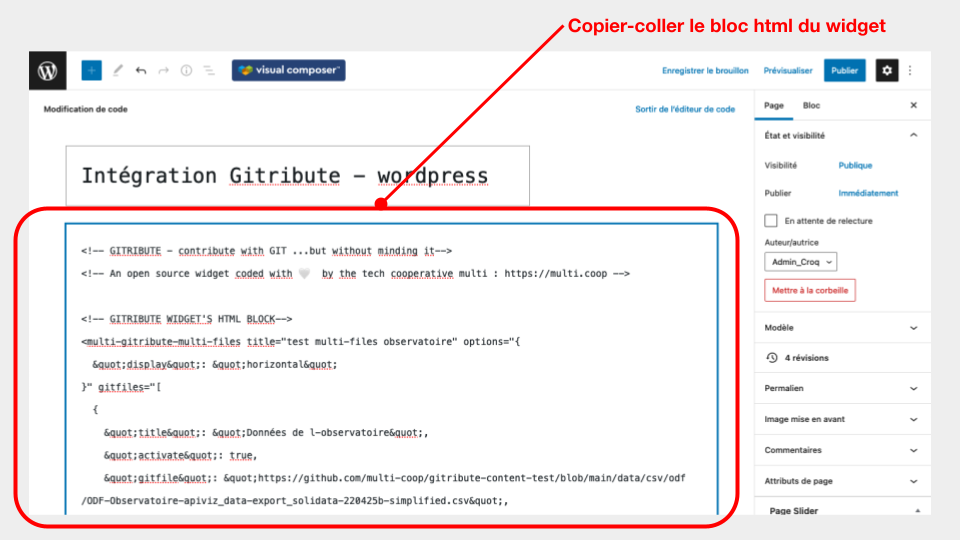 Copier-coller le bloc html du widget
visual composer™
Enregistrer le brouillon
Prévisualiser
Publier
Modification de code
Sortir de l'éditeur de code
Intégration Gitribute – wordpress
<!-- GITRIBUTE - contribute with GIT ...but without minding it-->
<!-- An open source widget coded with 🤍 by the tech cooperative multi : https://multi.coop -->
<!-- GITRIBUTE WIDGET'S HTML BLOCK-->
<multi-gitribute-multi-files title="test multi-files observatoire" options="{
&quot;display&quot;: &quot;horizontal&quot;
}" gitfiles="[
{
&quot;title&quot;: &quot;Données de l-observatoire&quot;,
&quot;activate&quot;: true,
&quot;gitfile&quot;: &quot;https://github.com/multi-coop/gitribute-content-test/blob/main/data/csv/odf
/ODF-Observatoire-apiviz_data-export_solidata-220425b-simplified.csv&quot;,
Page Bloc
État et visibilité
Visibilité Publique
Publier Immédiatement
En attente de relecture
Auteur/autrice
Admin_Croq
Mettre à la corbeille
Modèle
4 révisions
Permalien
Image mise en avant
Commentaires
Attributs de page
Page Slider